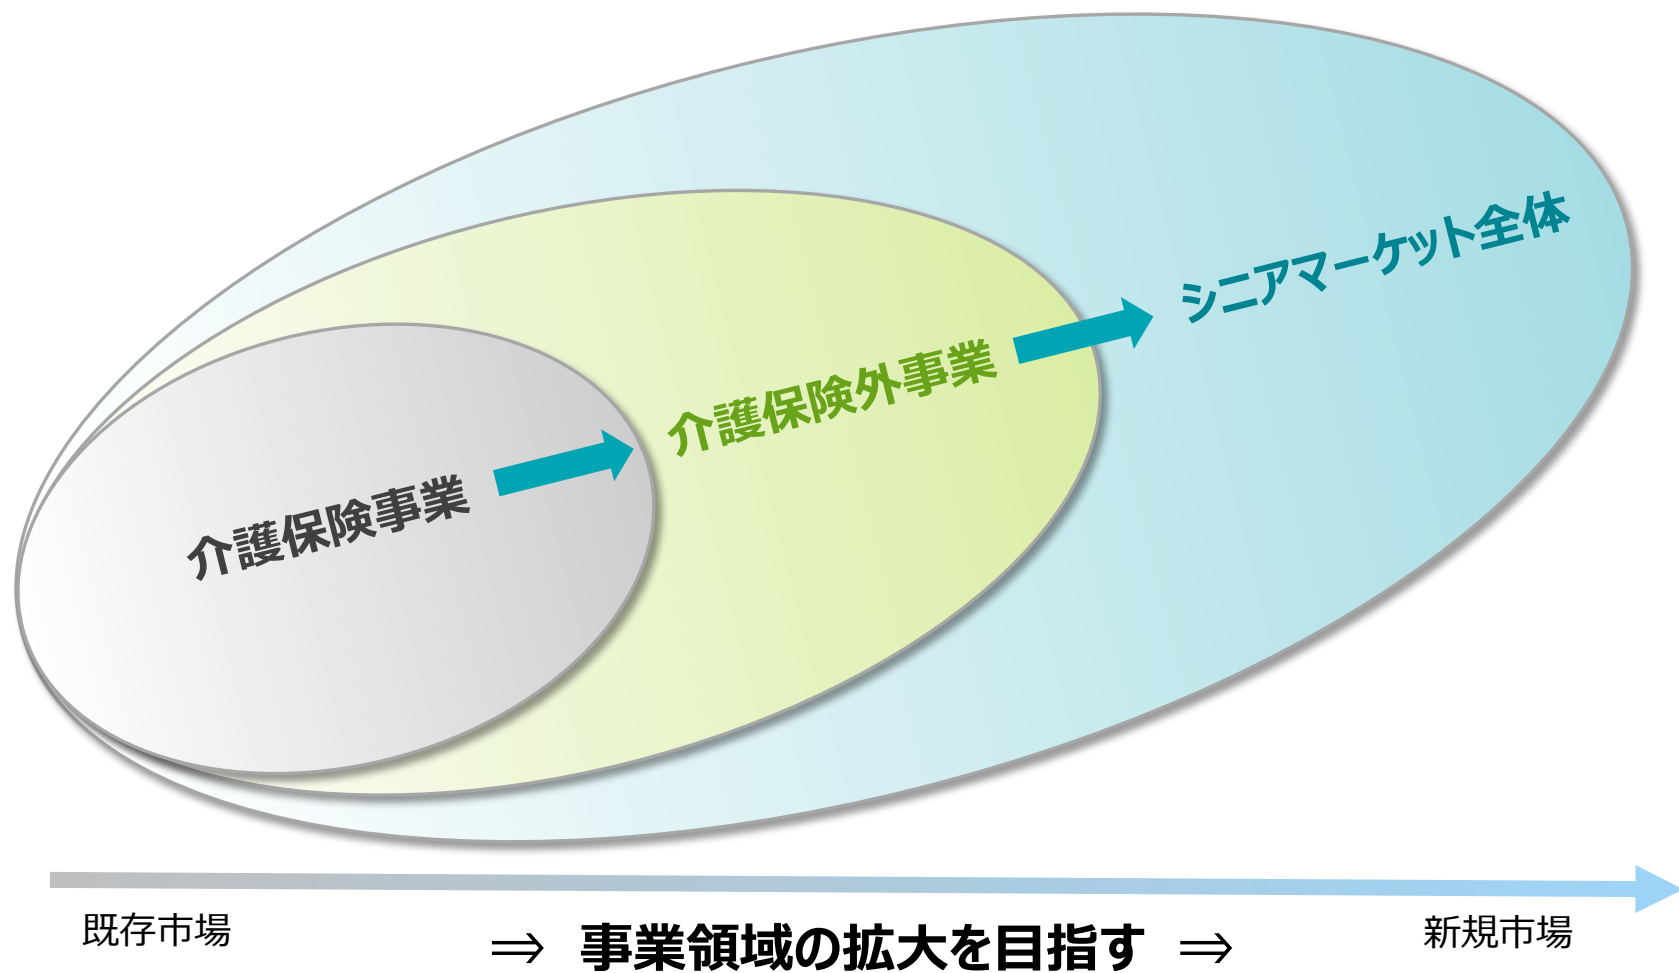 シニアマーケット全体
介護保険外事業
介護保険事業
既存市場
⇒ 事業領域の拡大を目指す ⇒
新規市場